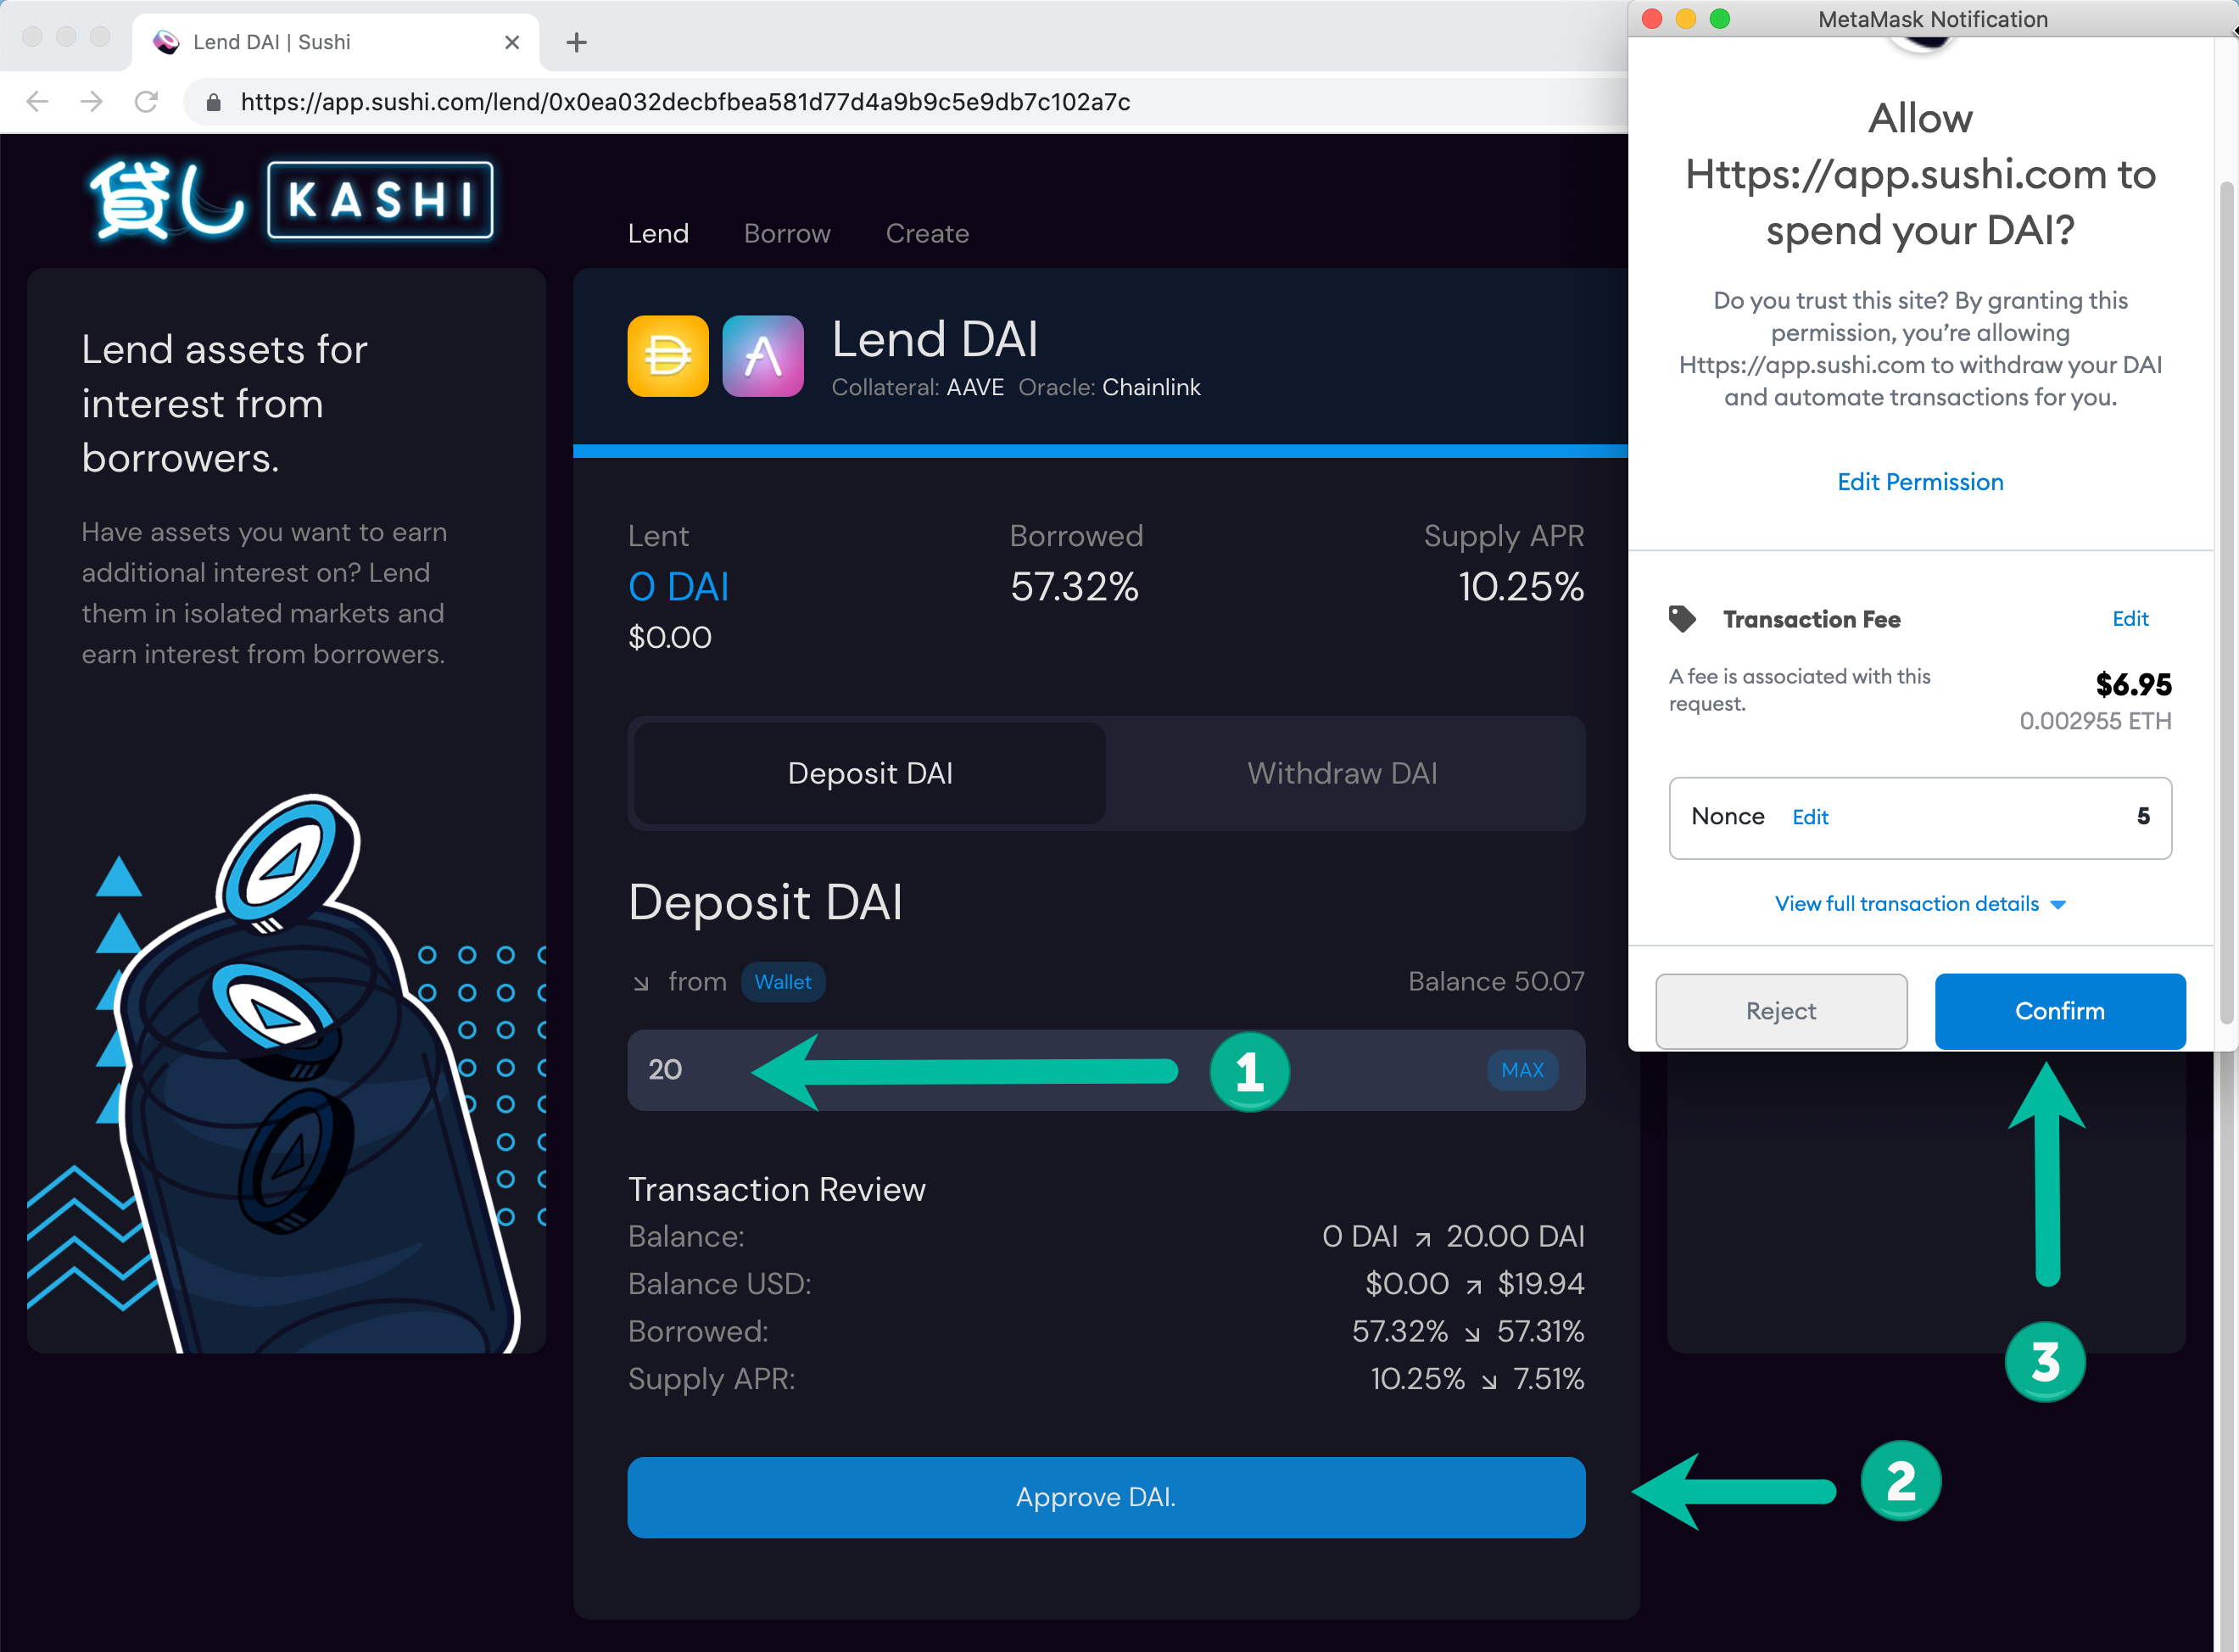 Lend DAI | Sushi
https://app.sushi.com/lend/0x0ea032decbfbea581d77d4a9b9c5e9db7c102a7c
貸し KASHI
Lend Borrow Create
Lend assets for
interest from
borrowers.
Have assets you want to earn
additional interest on? Lend
them in isolated markets and
earn interest from borrowers.
Lend DAI
Collateral: AAVE Oracle: Chainlink
Lent Borrowed Supply APR
0 DAI 57.32% 10.25%
$0.00
Deposit DAI Withdraw DAI
Deposit DAI
from Wallet Balance 50.07
20 1 MAX
Transaction Review
Balance: 0 DAI ↗ 20.00 DAI
Balance USD: $0.00 ↗ $19.94
Borrowed: 57.32% ↘ 57.31%
Supply APR: 10.25% ↘ 7.51%
Approve DAI.
2
MetaMask Notification
Allow
Https://app.sushi.com to
spend your DAI?
Do you trust this site? By granting this
permission, you’re allowing
Https://app.sushi.com to withdraw your DAI
and automate transactions for you.
Edit Permission
Transaction Fee Edit
A fee is associated with this
request.
$6.95
0.002955 ETH
Nonce Edit 5
View full transaction details
Reject Confirm
3